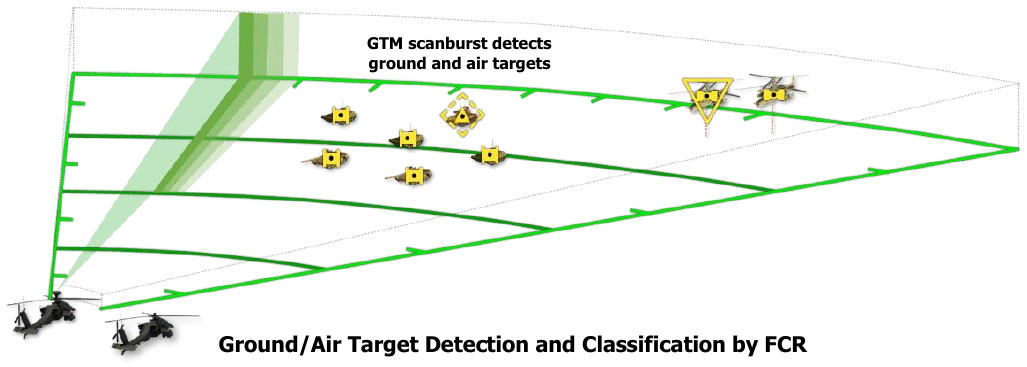 GTM scanburst detects
ground and air targets
Ground/Air Target Detection and Classification by FCR